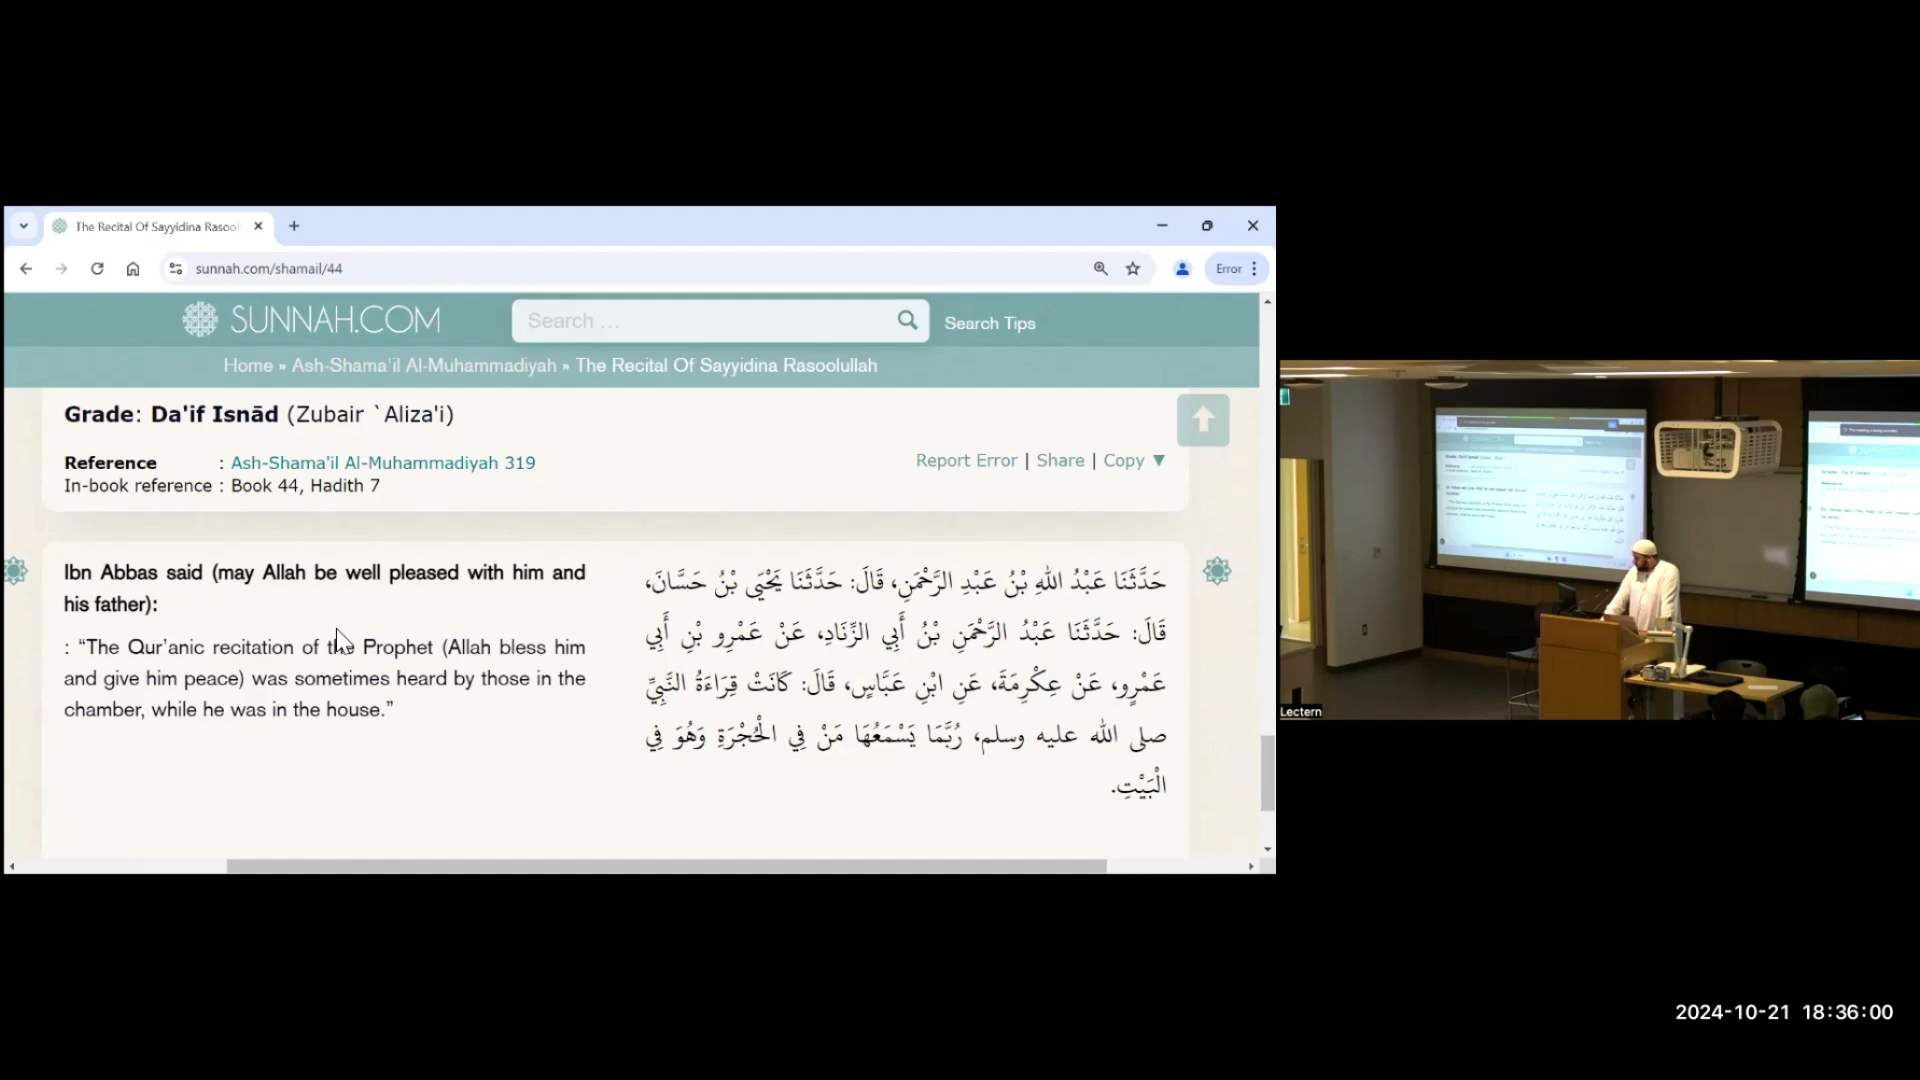 The Recital Of Sayyidina Rasool
sunnah.com/shamail/44
Error
SUNNAH.COM
Search ...
Search Tips
Home » Ash-Shama'il Al-Muhammadiyah » The Recital Of Sayyidina Rasoolullah
Grade: Da'if Isnād (Zubair `Aliza'i)
Reference : Ash-Shama'il Al-Muhammadiyah 319
In-book reference : Book 44, Hadith 7
Report Error | Share | Copy ▼
Ibn Abbas said (may Allah be well pleased with him and
his father):
: “The Qur’anic recitation of the Prophet (Allah bless him
and give him peace) was sometimes heard by those in the
chamber, while he was in the house.”
حَدَّثَنَا عَبْدُ اللهِ بْنُ عَبْدِ الرَّحْمَنِ، قَالَ: حَدَّثَنَا يَحْيَى بْنُ حَسَّانَ،
قَالَ: حَدَّثَنَا عَبْدُ الرَّحْمَنِ بْنُ أَبِي الزِّنَادِ، عَنْ عَمْرِو بْنِ أَبِي
عَمْرٍو، عَنْ عِكْرِمَةَ، عَنِ ابْنِ عَبَّاسٍ، قَالَ: كَانَتْ قِرَاءَةُ النَّبِيِّ
صلى الله عليه وسلم، رُبَّمَا يَسْمَعُهَا مَنْ فِي الْحُجْرَةِ وَهُوَ فِي
الْبَيْتِ.
Lectern
2024-10-21 18:36:00